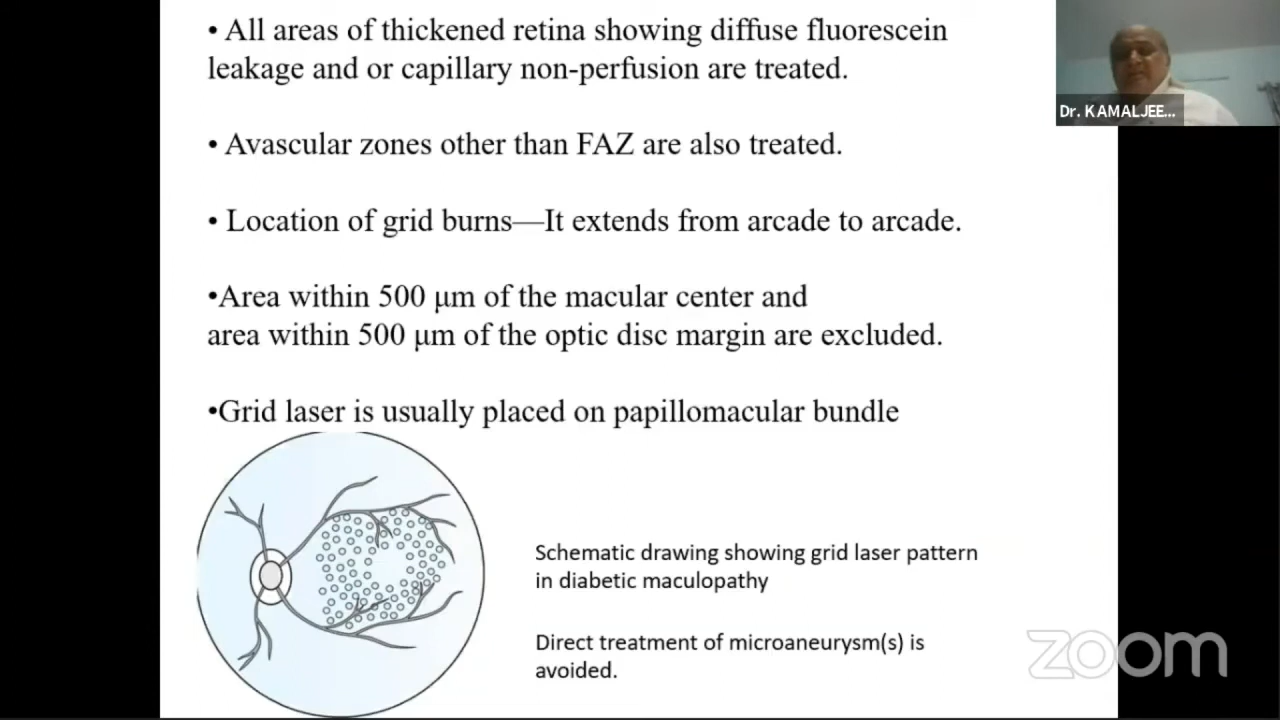 • All areas of thickened retina showing diffuse fluorescein
leakage and or capillary non-perfusion are treated.
• Avascular zones other than FAZ are also treated.
• Location of grid burns—It extends from arcade to arcade.
•Area within 500 μm of the macular center and
area within 500 μm of the optic disc margin are excluded.
•Grid laser is usually placed on papillomacular bundle
Schematic drawing showing grid laser pattern
in diabetic maculopathy
Direct treatment of microaneurysm(s) is
avoided.
Dr. KAMALJEE...
zoom